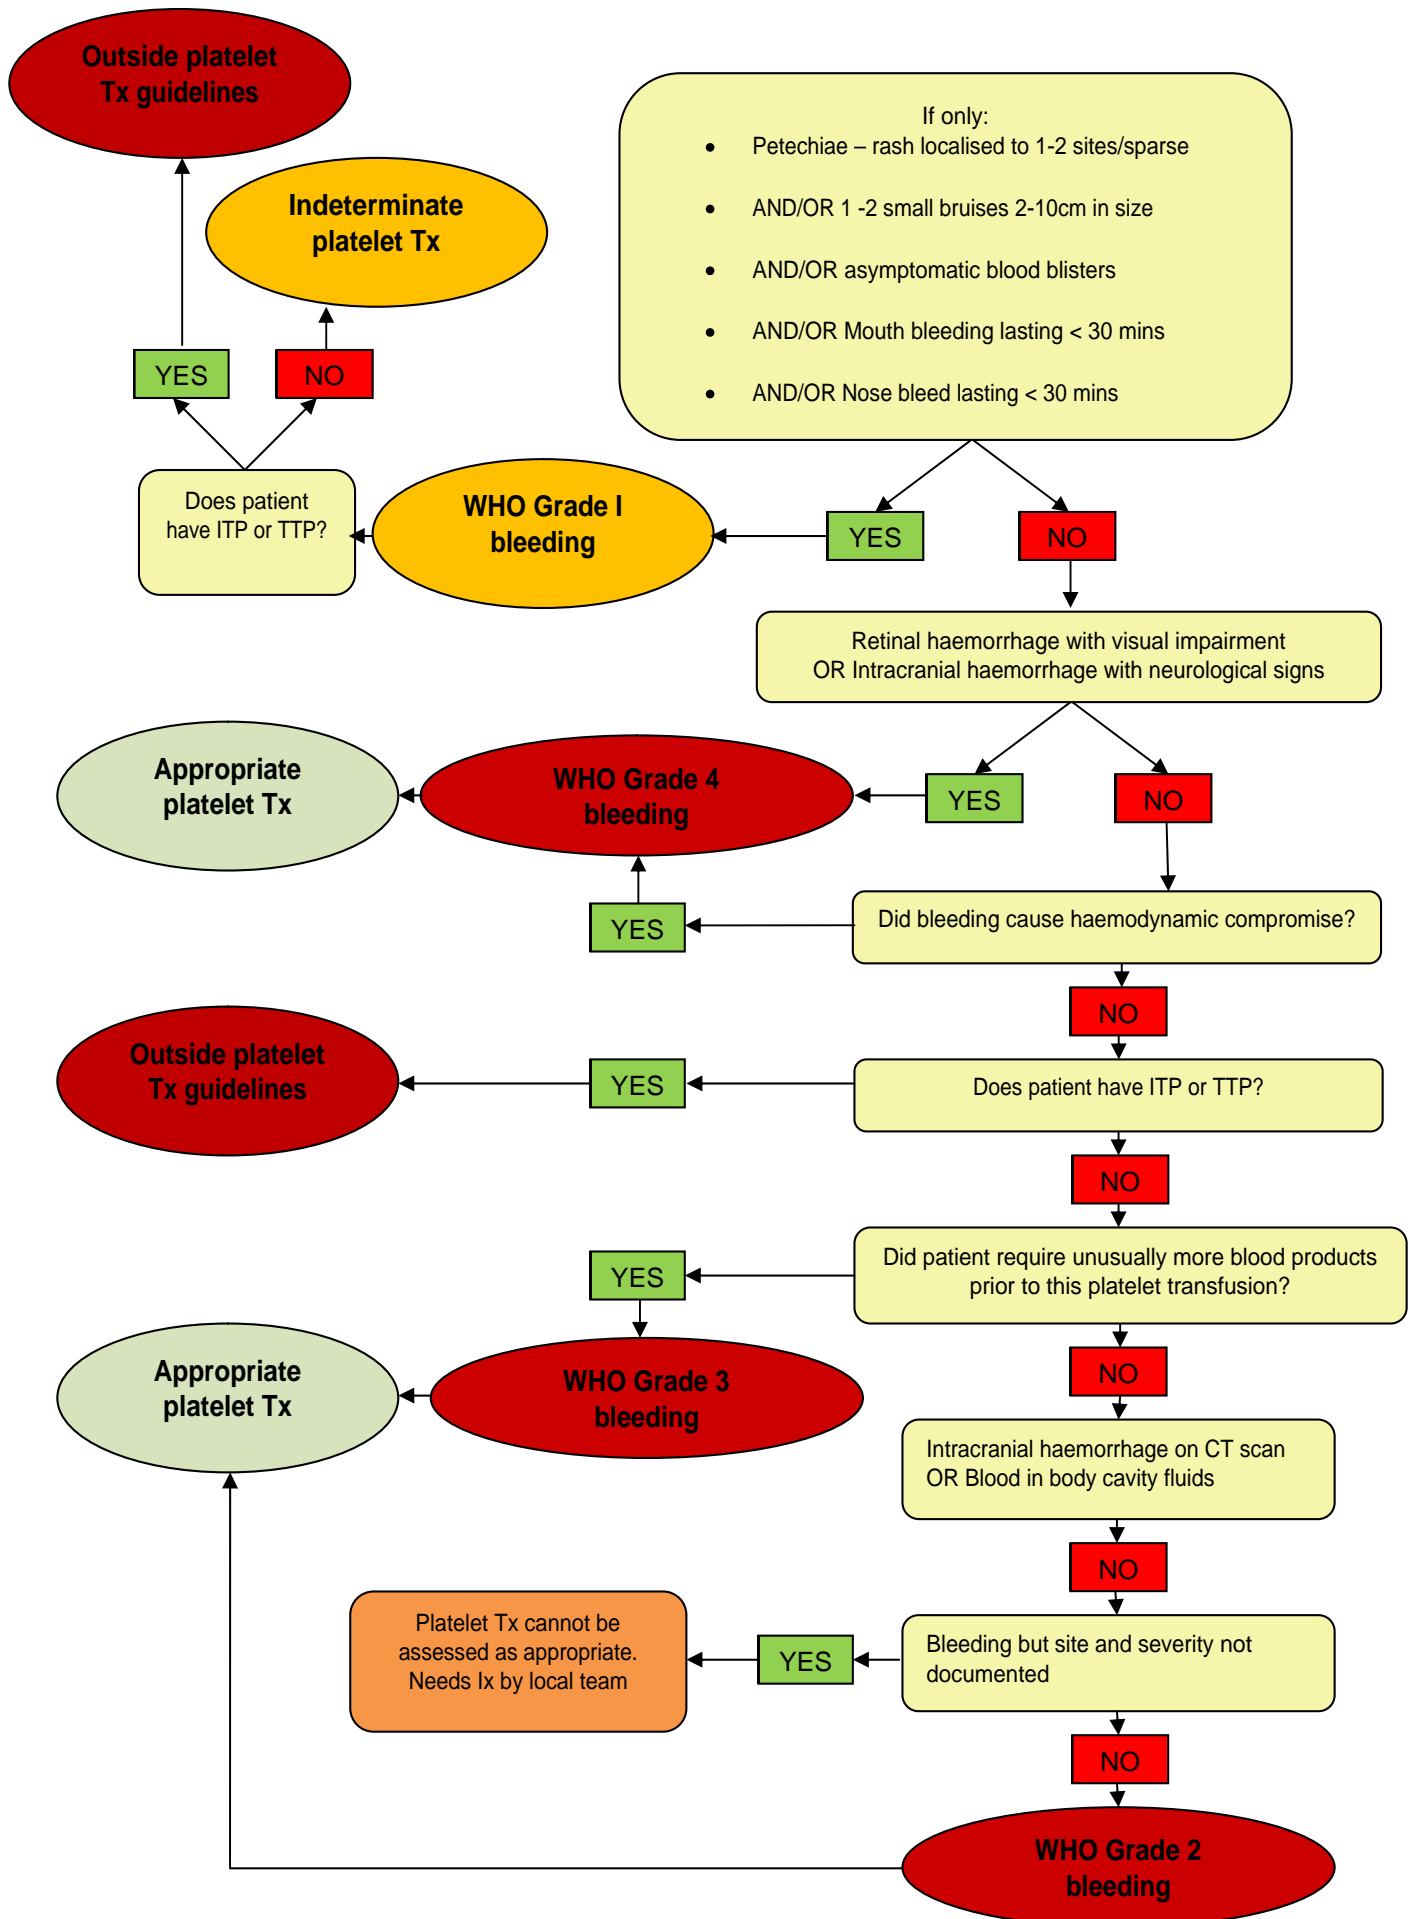 Outside platelet
Tx guidelines
If only:
• Petechiae – rash localised to 1-2 sites/sparse
• AND/OR 1 -2 small bruises 2-10cm in size
• AND/OR asymptomatic blood blisters
• AND/OR Mouth bleeding lasting < 30 mins
• AND/OR Nose bleed lasting < 30 mins
Indeterminate
platelet Tx
YES
NO
Does patient
have ITP or TTP?
WHO Grade I
bleeding
YES
NO
Retinal haemorrhage with visual impairment
OR Intracranial haemorrhage with neurological signs
Appropriate
platelet Tx
WHO Grade 4
bleeding
YES
NO
YES
Did bleeding cause haemodynamic compromise?
NO
Outside platelet
Tx guidelines
YES
Does patient have ITP or TTP?
NO
YES
Did patient require unusually more blood products
prior to this platelet transfusion?
Appropriate
platelet Tx
WHO Grade 3
bleeding
NO
Intracranial haemorrhage on CT scan
OR Blood in body cavity fluids
NO
Platelet Tx cannot be
assessed as appropriate.
Needs Ix by local team
YES
Bleeding but site and severity not
documented
NO
WHO Grade 2
bleeding